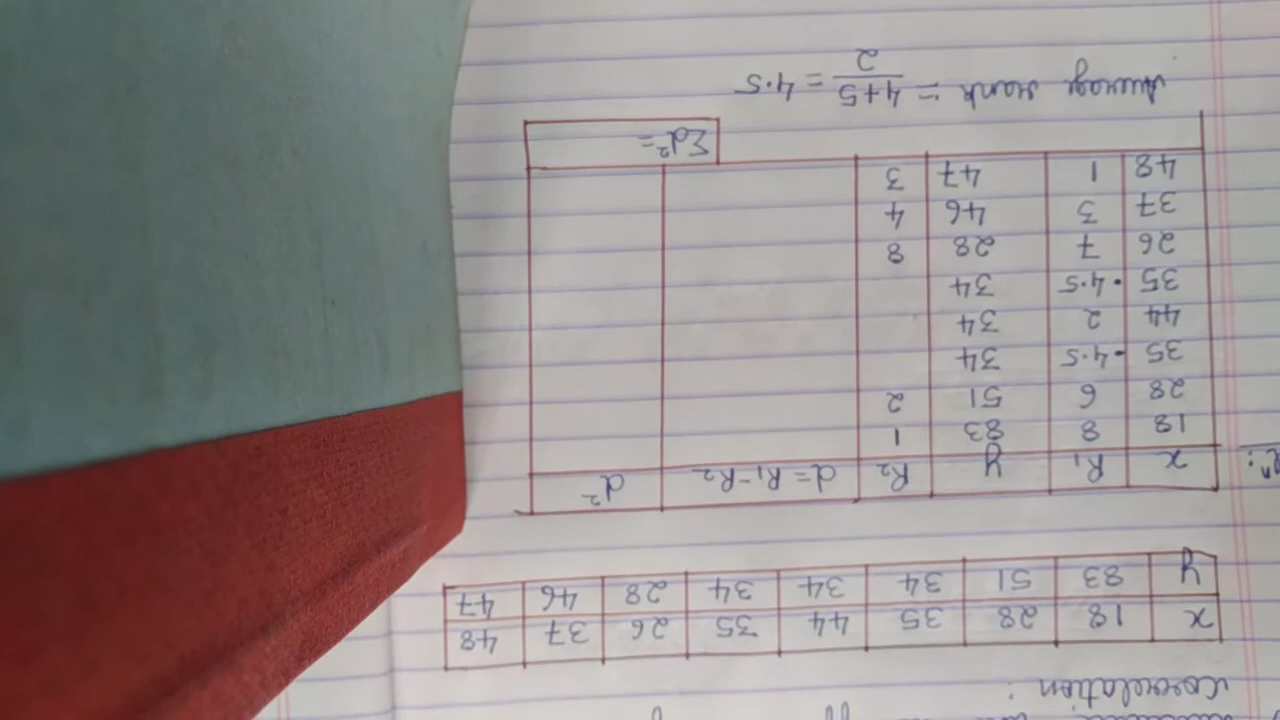 Correlation :
x 18 28 35 44 35 26 37 48
y 83 51 34 34 34 28 46 47
x R₁ y R₂ d = R₁ - R₂ d²
18 8 83 1
28 6 51 2
35 • 4.5 34
44 2 34
35 • 4.5 34
26 7 28 8
37 3 46 4
48 1 47 3
Σd² =
Average rank = 4+5/2 = 4.5